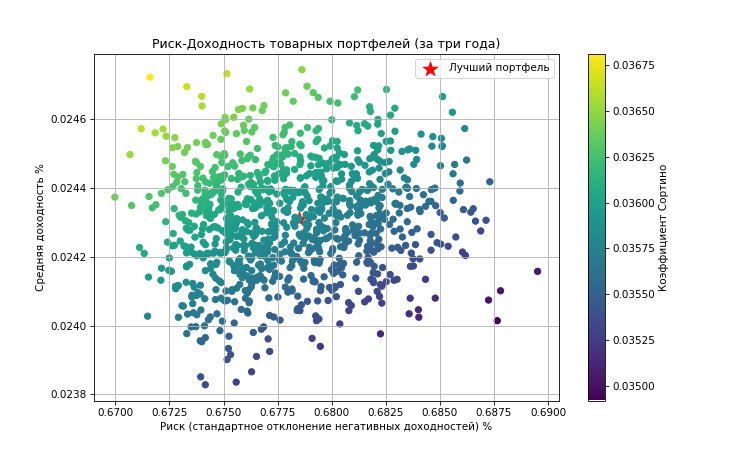 Риск-Доходность товарных портфелей (за три года)
Лучший портфель
Средняя доходность %
0.0246
0.0244
0.0242
0.0240
0.0238
0.6700 0.6725 0.6750 0.6775 0.6800 0.6825 0.6850 0.6875 0.6900
Риск (стандартное отклонение негативных доходностей) %
0.03675
0.03650
0.03625
0.03600
0.03575
0.03550
0.03525
0.03500
Коэффициент Сортино